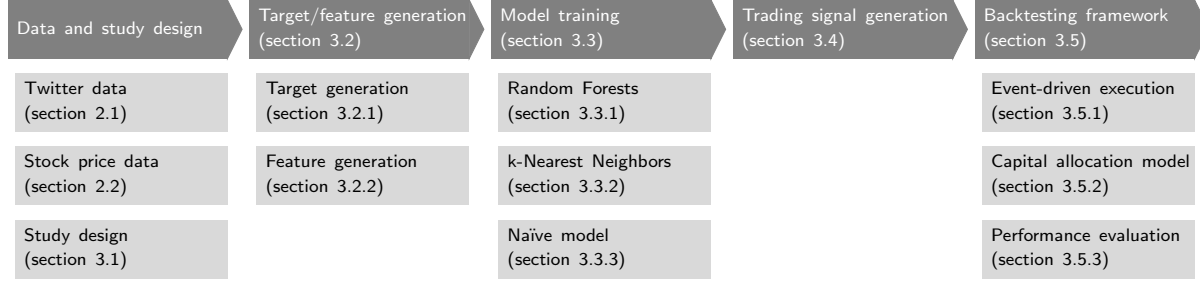 Data and study design
Target/feature generation
(section 3.2)
Model training
(section 3.3)
Trading signal generation
(section 3.4)
Backtesting framework
(section 3.5)
Twitter data
(section 2.1)
Stock price data
(section 2.2)
Study design
(section 3.1)
Target generation
(section 3.2.1)
Feature generation
(section 3.2.2)
Random Forests
(section 3.3.1)
k-Nearest Neighbors
(section 3.3.2)
Naïve model
(section 3.3.3)
Event-driven execution
(section 3.5.1)
Capital allocation model
(section 3.5.2)
Performance evaluation
(section 3.5.3)